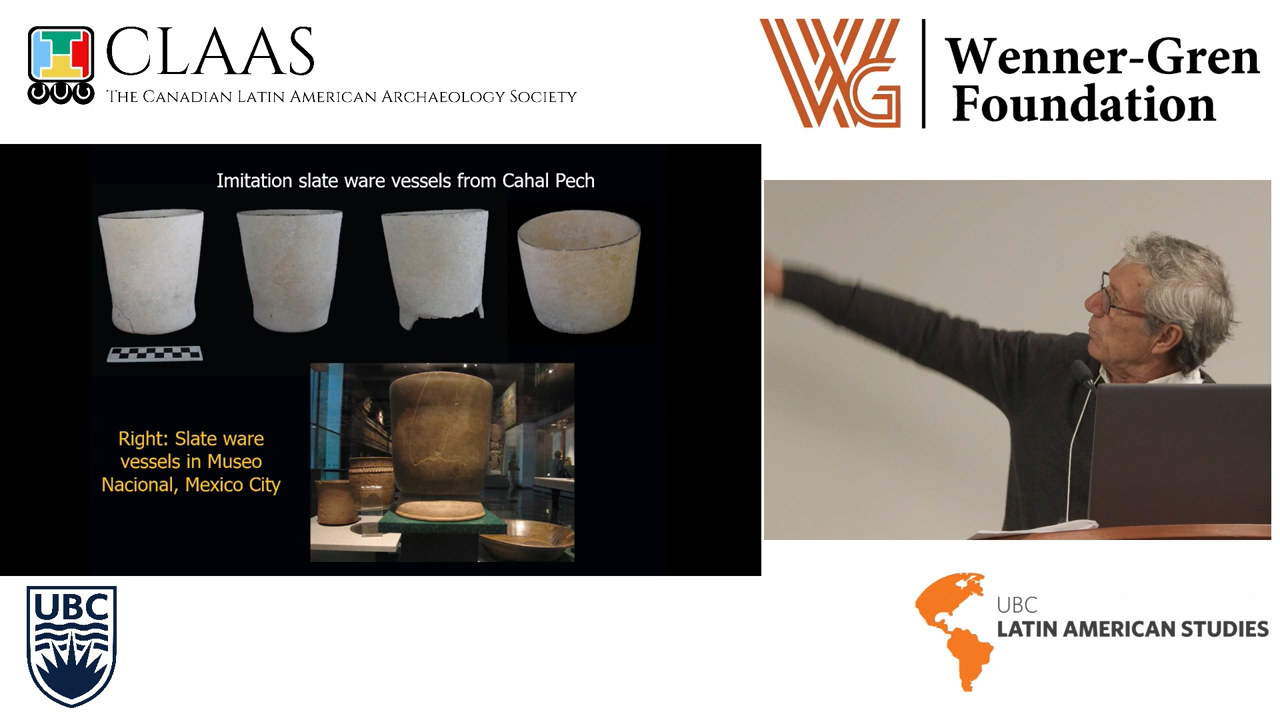 CLAAS
THE CANADIAN LATIN AMERICAN ARCHAEOLOGY SOCIETY
WG
Wenner-Gren
Foundation
Imitation slate ware vessels from Cahal Pech
Right: Slate ware
vessels in Museo
Nacional, Mexico City
UBC
UBC
LATIN AMERICAN STUDIES